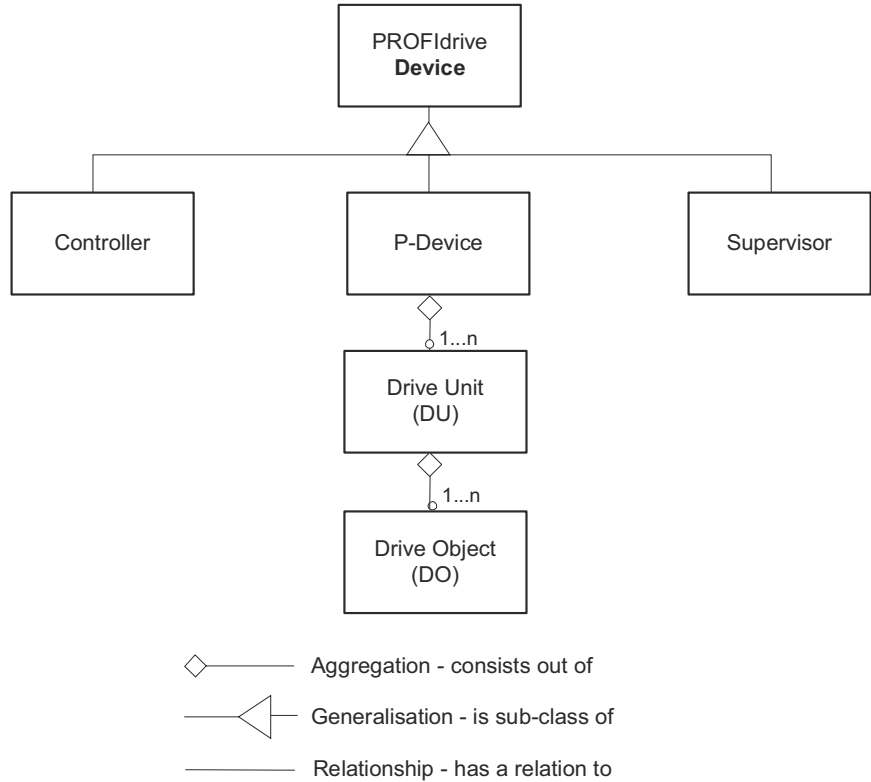 PROFIdrive
Device
Controller
P-Device
Supervisor
1...n
Drive Unit
(DU)
1...n
Drive Object
(DO)
Aggregation - consists out of
Generalisation - is sub-class of
Relationship - has a relation to